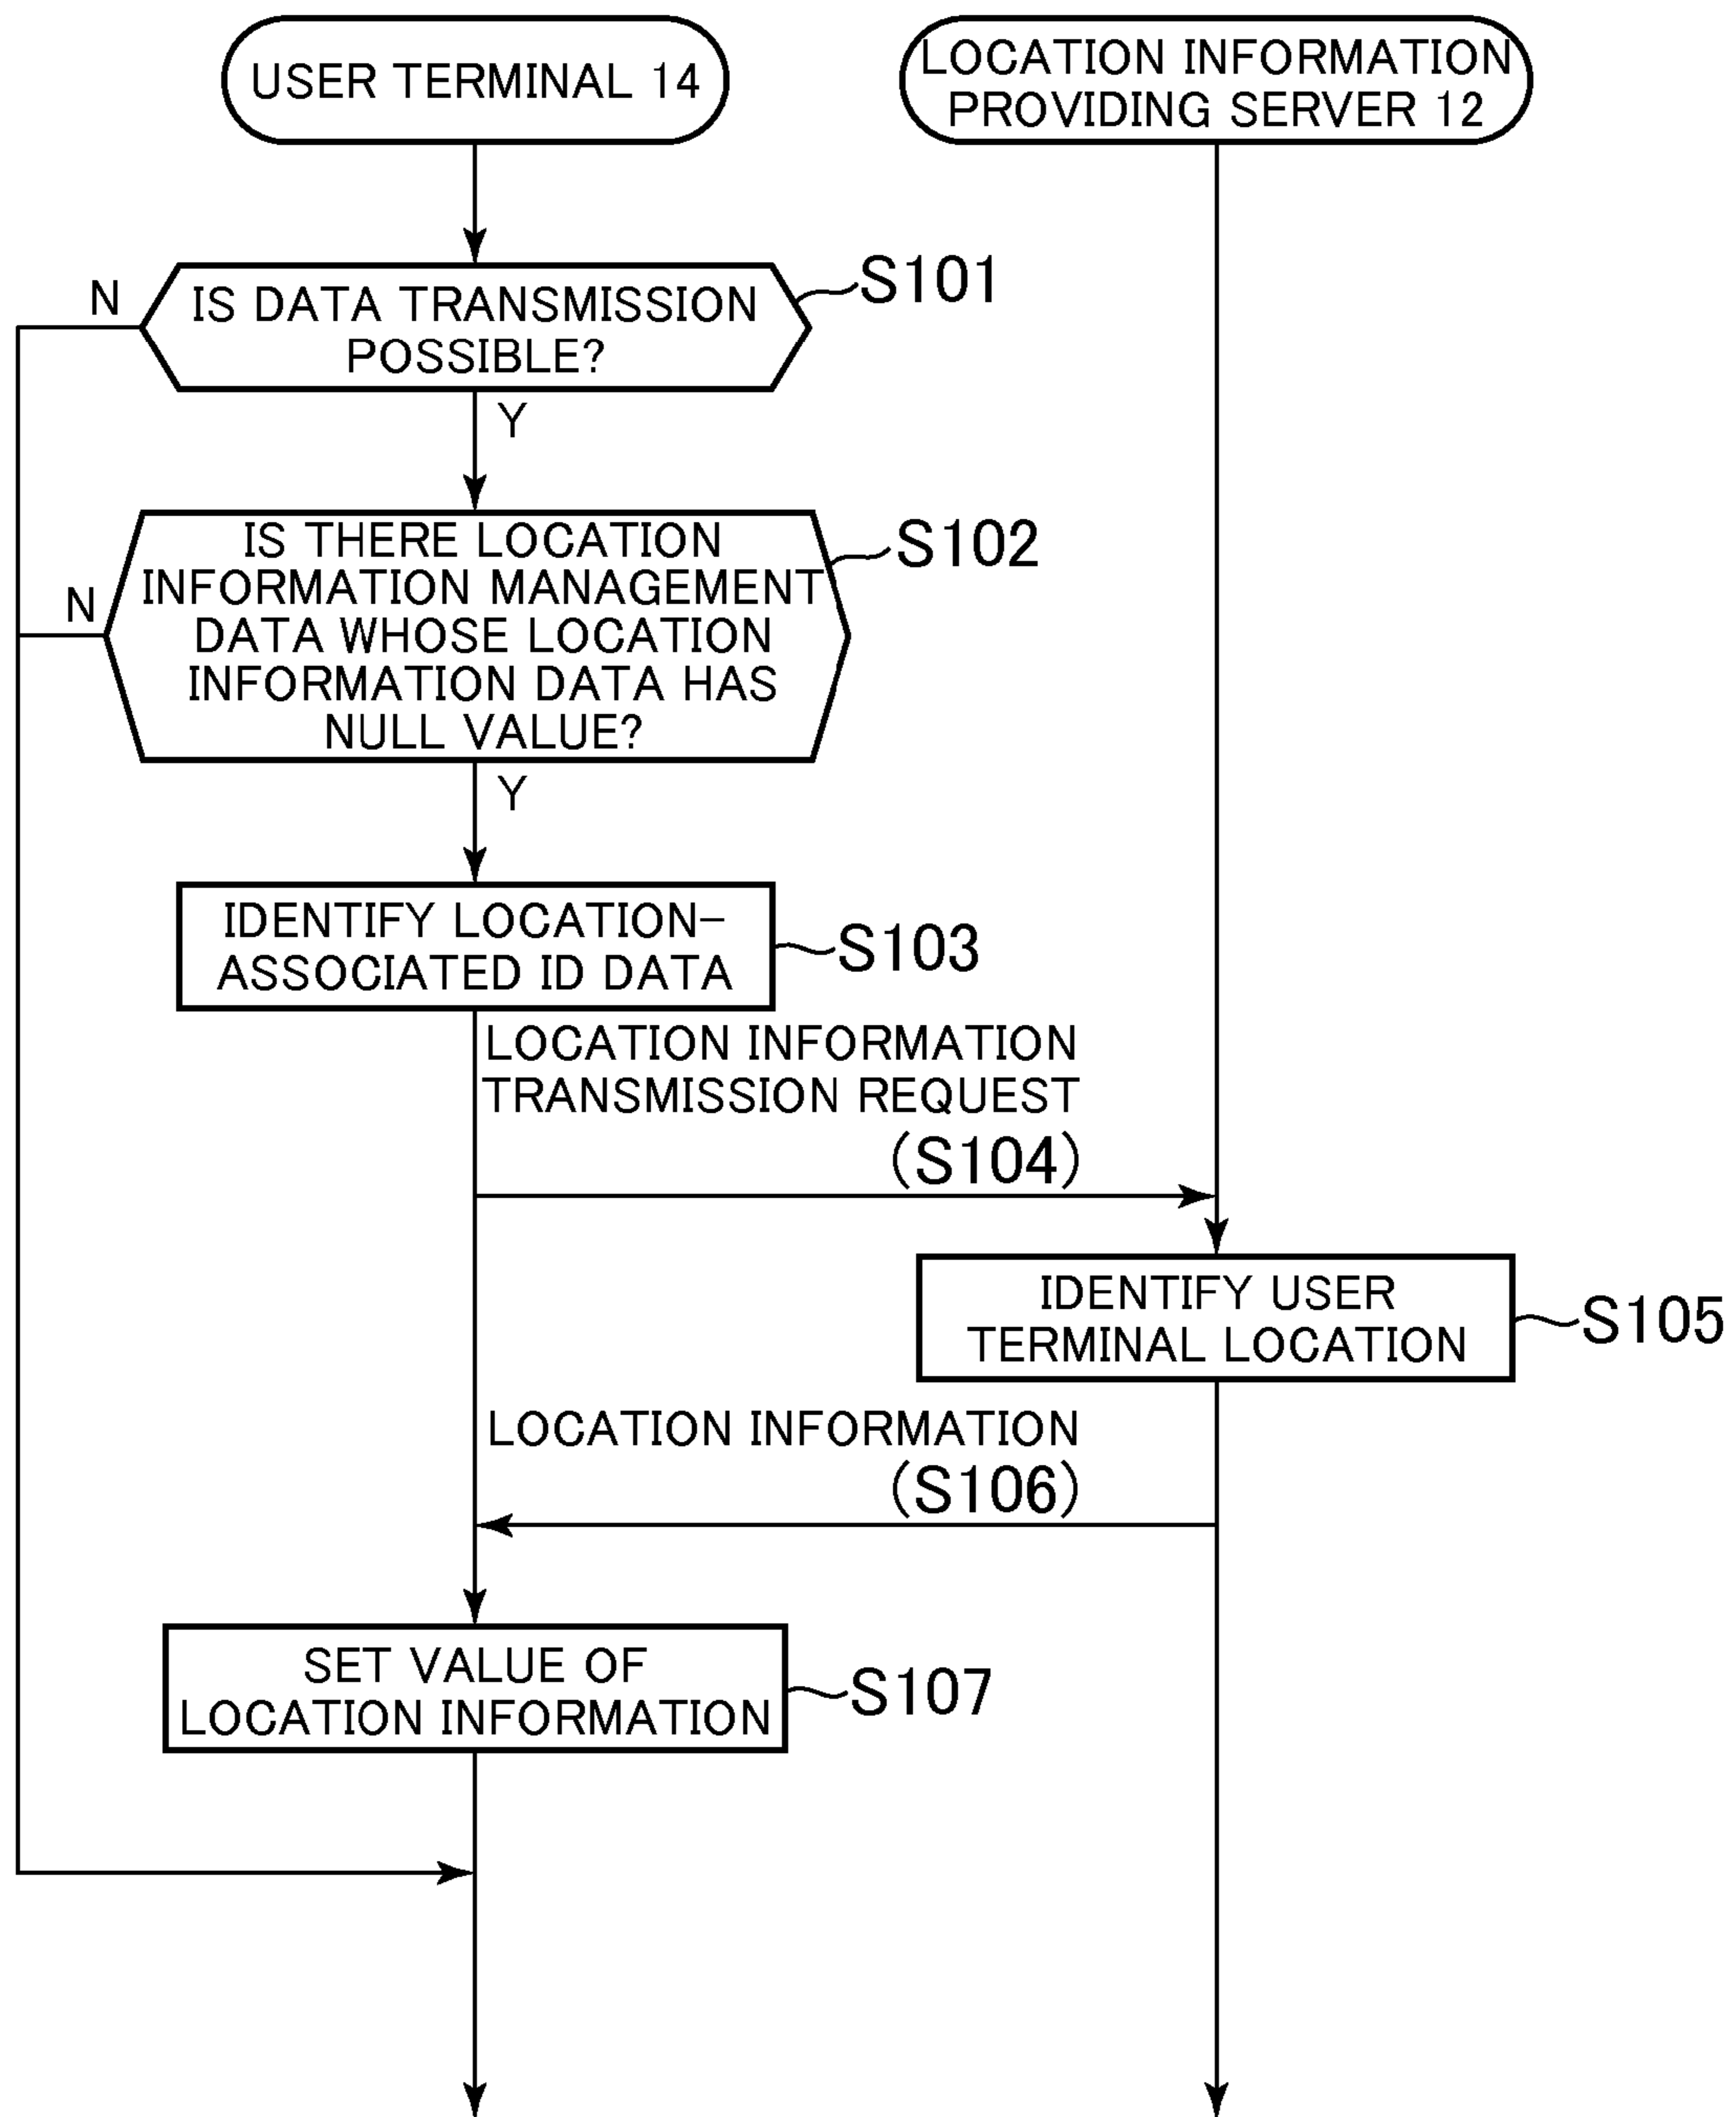 USER TERMINAL 14
LOCATION INFORMATION
PROVIDING SERVER 12
N
IS DATA TRANSMISSION
POSSIBLE?
S101
Y
IS THERE LOCATION
INFORMATION MANAGEMENT
DATA WHOSE LOCATION
INFORMATION DATA HAS
NULL VALUE?
S102
N
Y
IDENTIFY LOCATION-
ASSOCIATED ID DATA
S103
LOCATION INFORMATION
TRANSMISSION REQUEST
(S104)
IDENTIFY USER
TERMINAL LOCATION
S105
LOCATION INFORMATION
(S106)
SET VALUE OF
LOCATION INFORMATION
S107